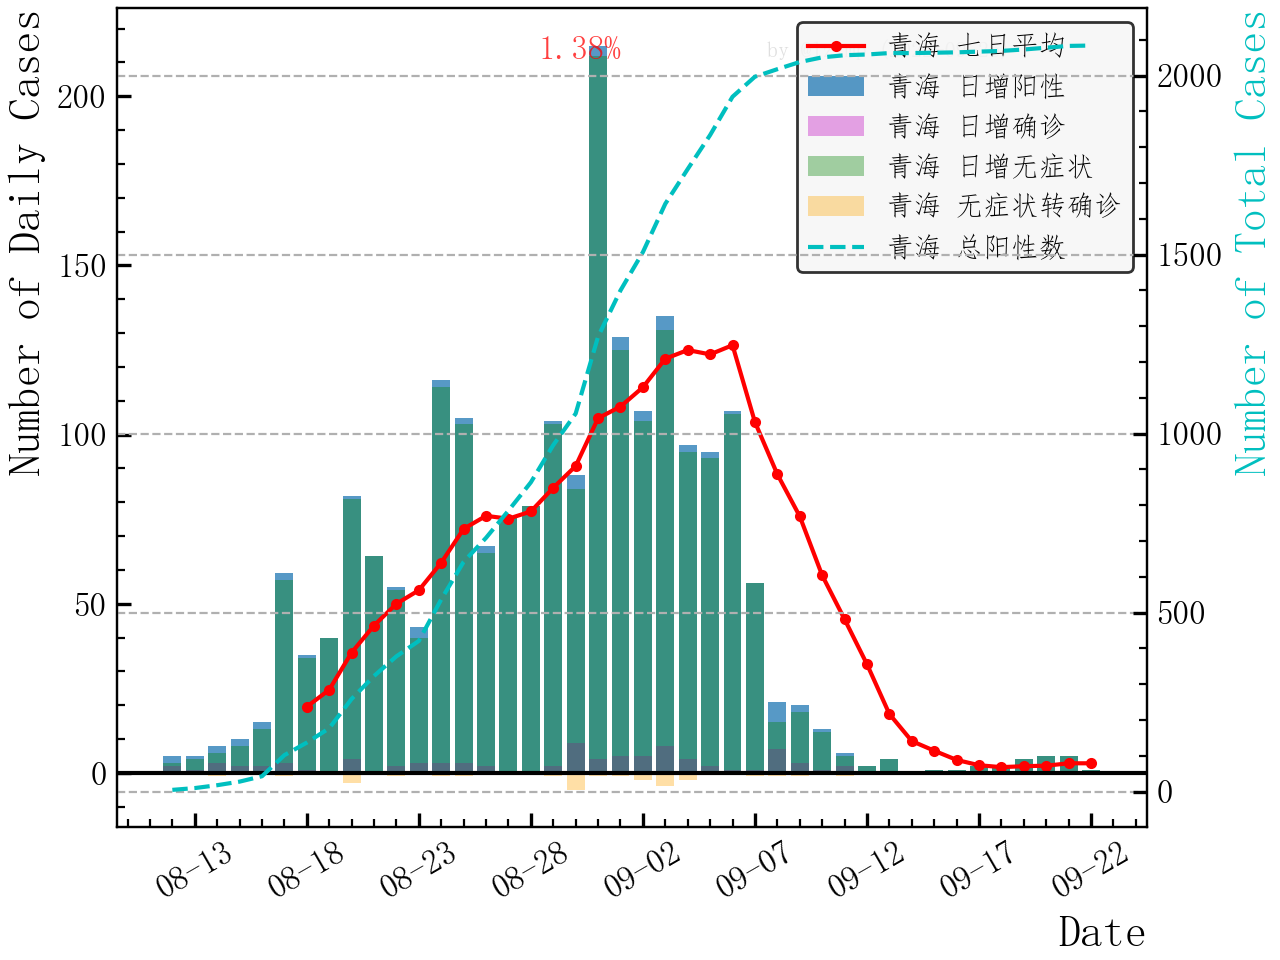 Number of Daily Cases
200
150
100
50
0
1.38%
by
青海 七日平均
青海 日增阳性
青海 日增确诊
青海 日增无症状
青海 无症状转确诊
青海 总阳性数
2000
1500
1000
500
0
Number of Total Cases
08-13
08-18
08-23
08-28
09-02
09-07
09-12
09-17
09-22
Date